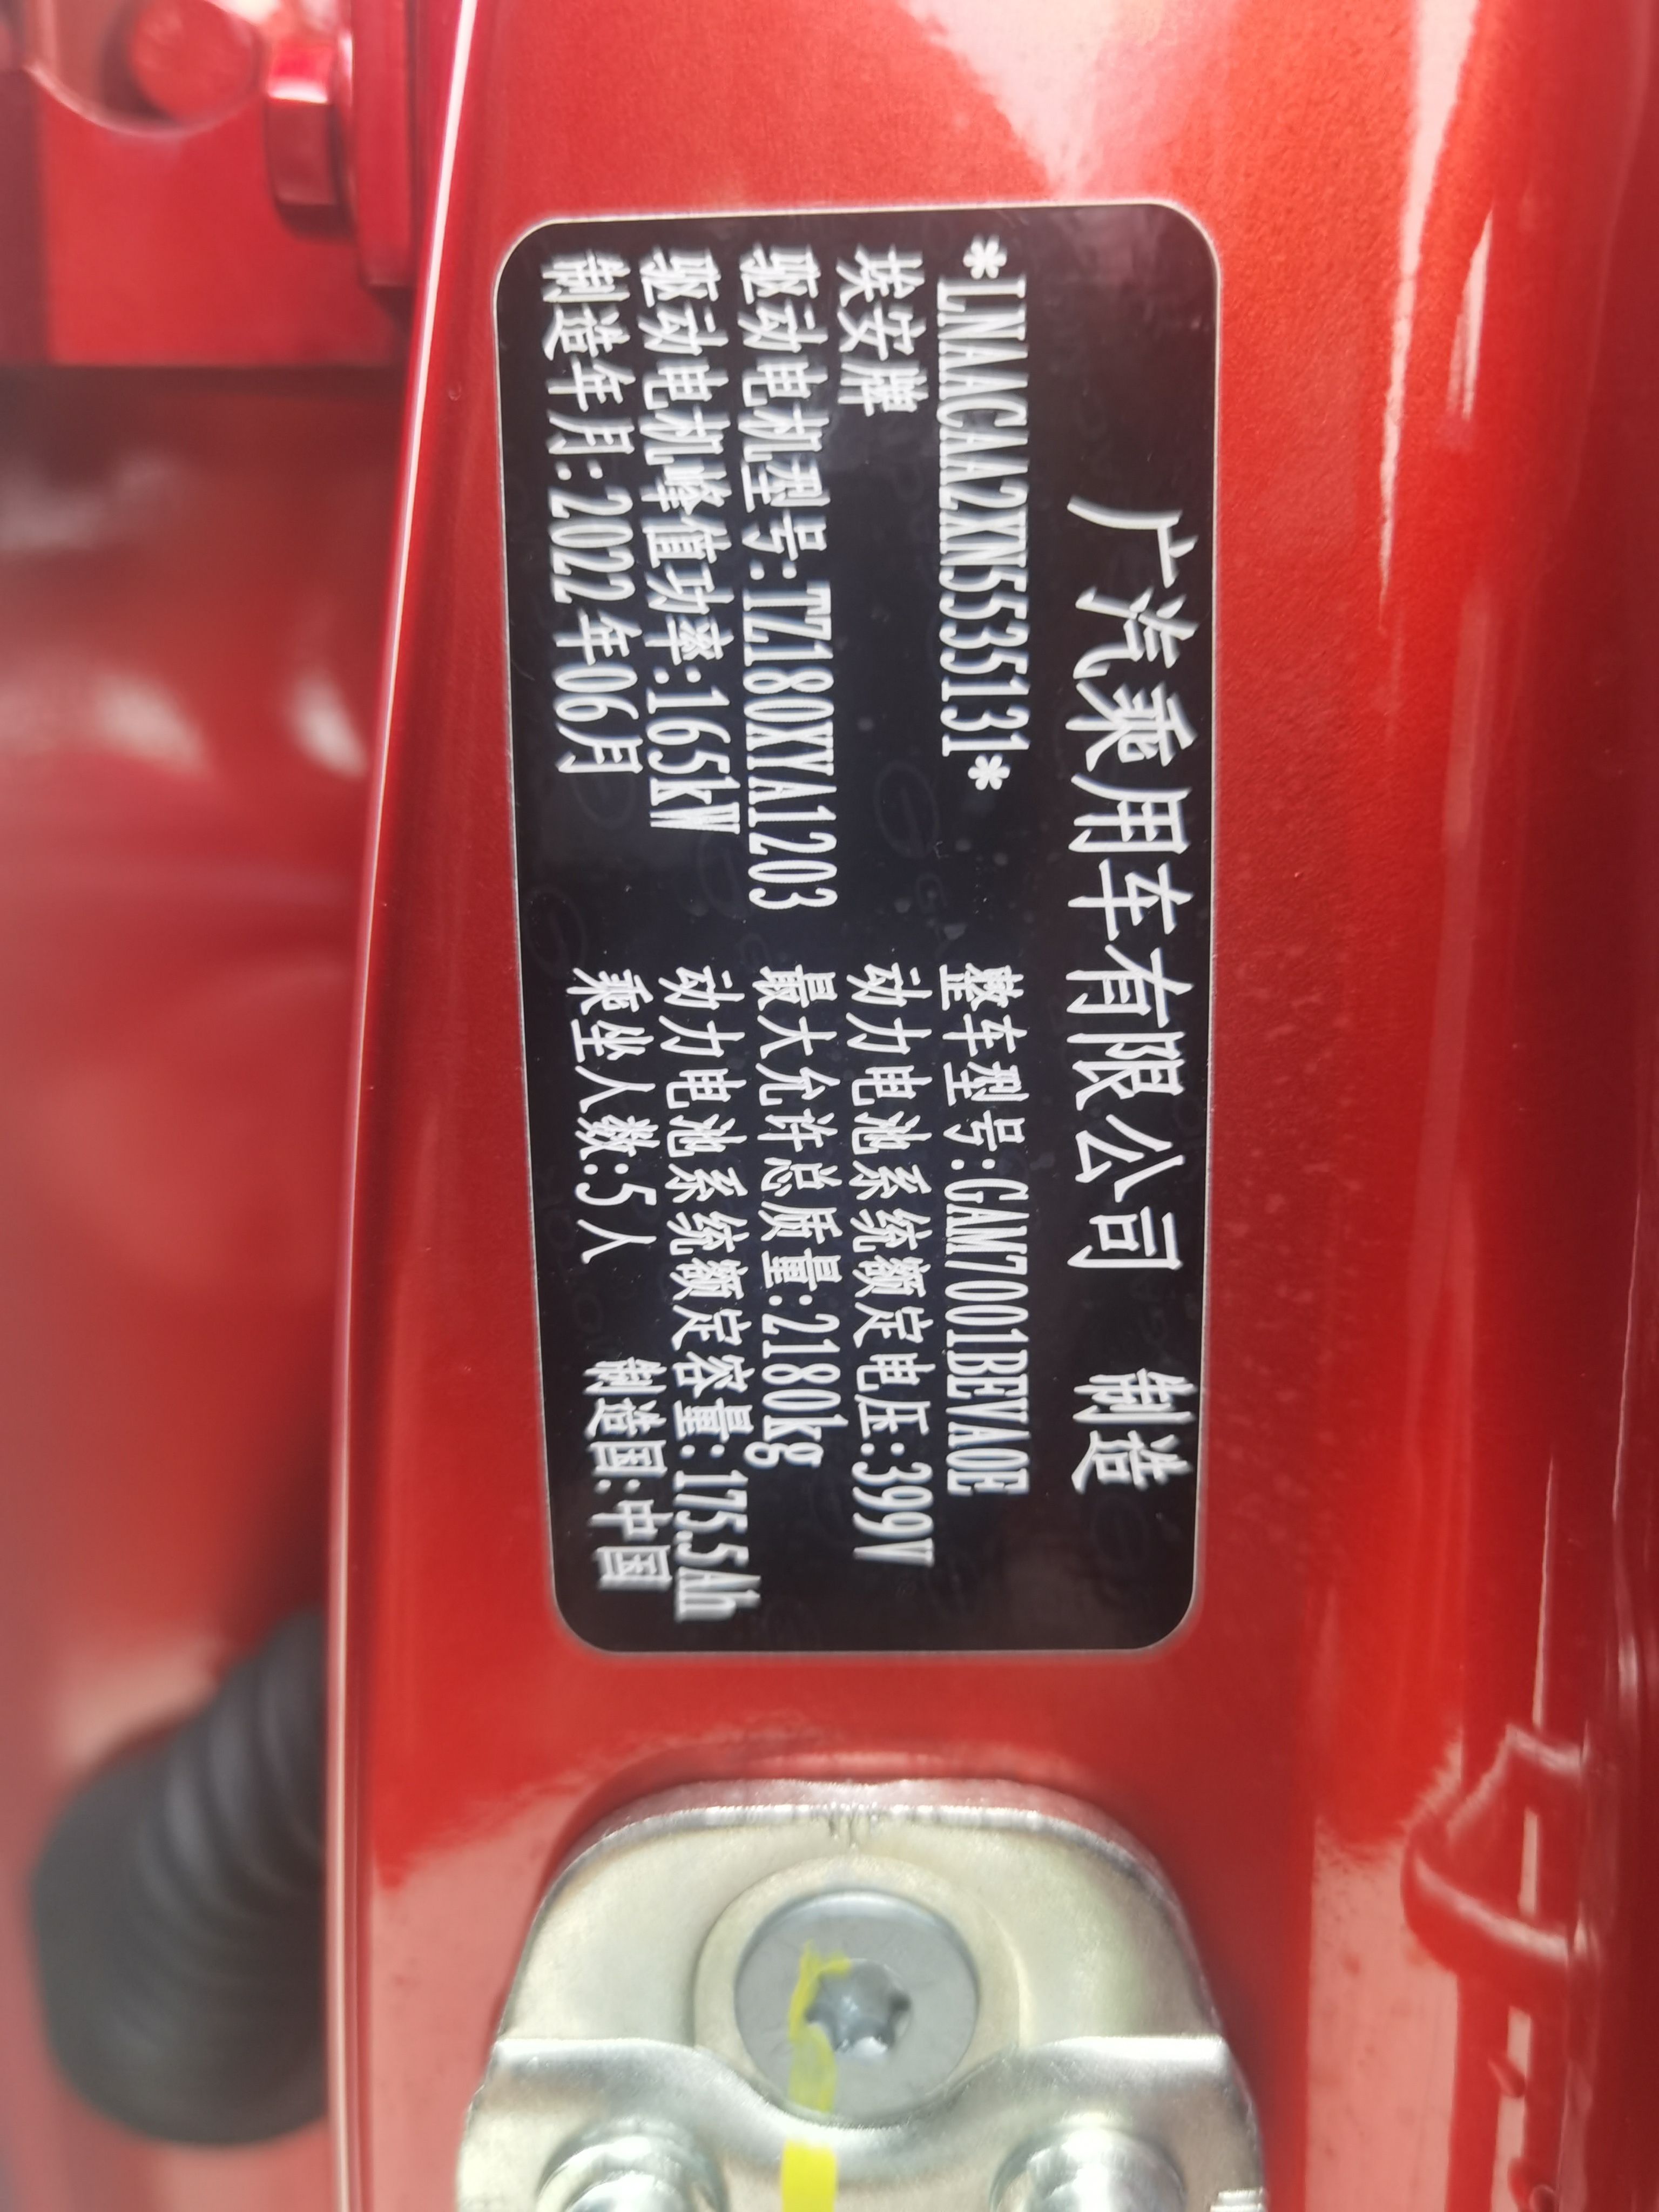 广汽乘用车有限公司 制造
*LNAACAA2XN5535131* 整车型号:GAM7001BEVA0E
埃安牌 动力电池系统额定电压:399V
驱动电机型号:TZ180XYA1203 最大允许总质量:2180kg
驱动电机峰值功率:165kW 动力电池系统额定容量:175.5Ah
制造年月:2022年06月 乘坐人数:5人 制造国:中国